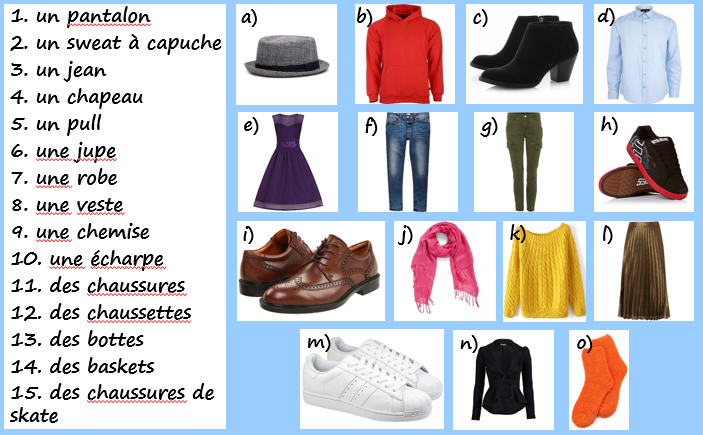 1. un pantalon
2. un sweat à capuche
3. un jean
4. un chapeau
5. un pull
6. une jupe
7. une robe
8. une veste
9. une chemise
10. une écharpe
11. des chaussures
12. des chaussettes
13. des bottes
14. des baskets
15. des chaussures de
skate
a)
b)
c)
d)
e)
f)
g)
h)
i)
j)
k)
l)
m)
n)
o)